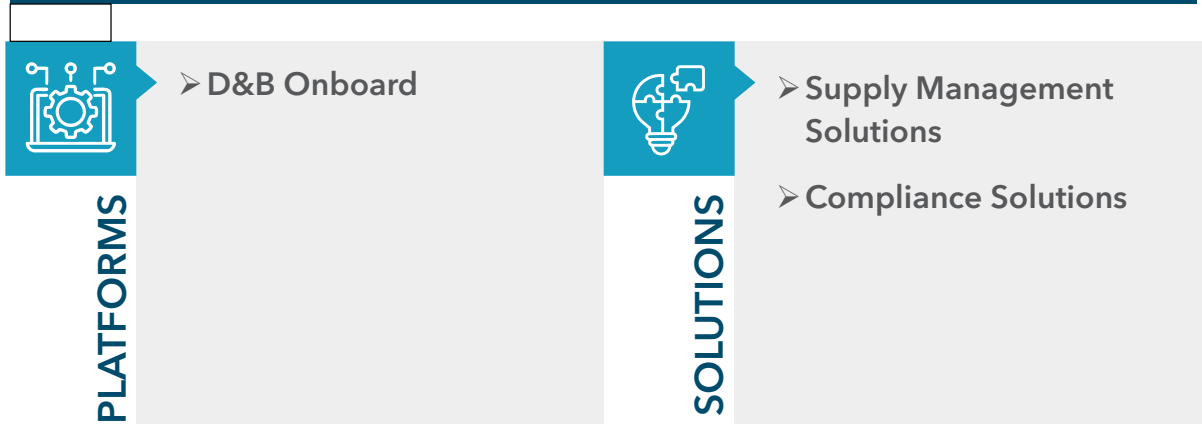 PLATFORMS
➢ D&B Onboard
SOLUTIONS
➢ Supply Management
Solutions
➢ Compliance Solutions